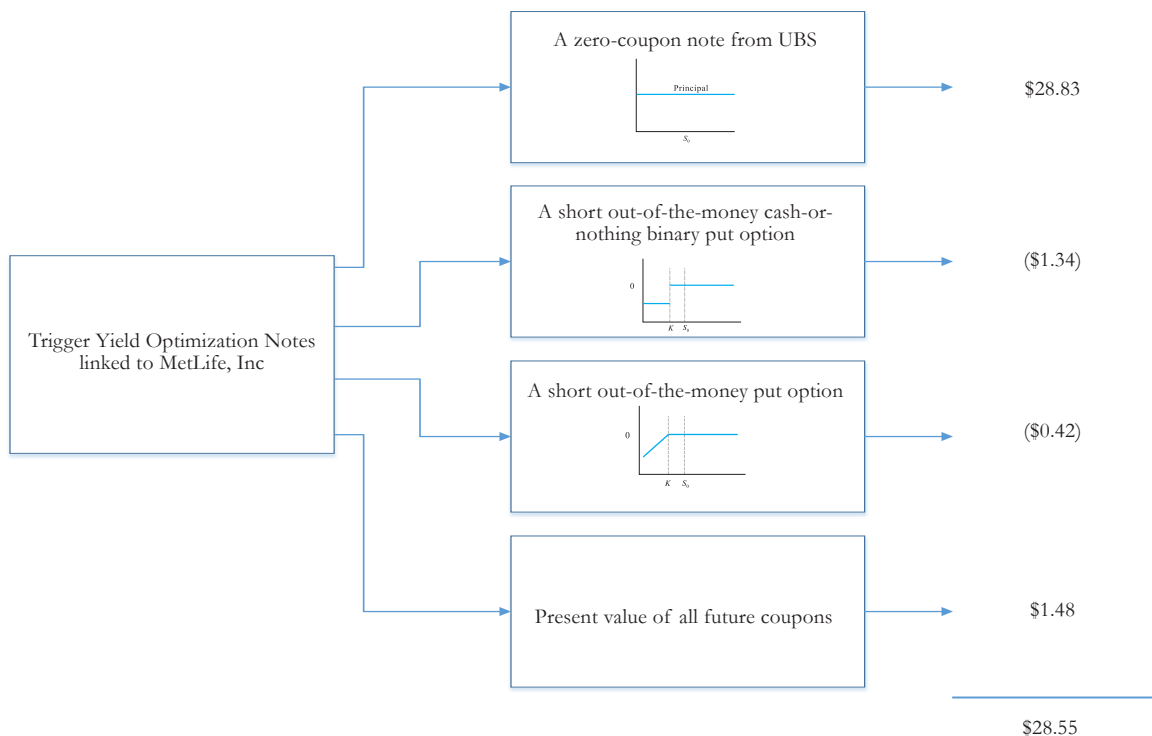 A zero-coupon note from UBS
Principal
S₀
$28.83
A short out-of-the-money cash-or-
nothing binary put option
0
K S₀
($1.34)
Trigger Yield Optimization Notes
linked to MetLife, Inc
A short out-of-the-money put option
0
K S₀
($0.42)
Present value of all future coupons
$1.48
$28.55